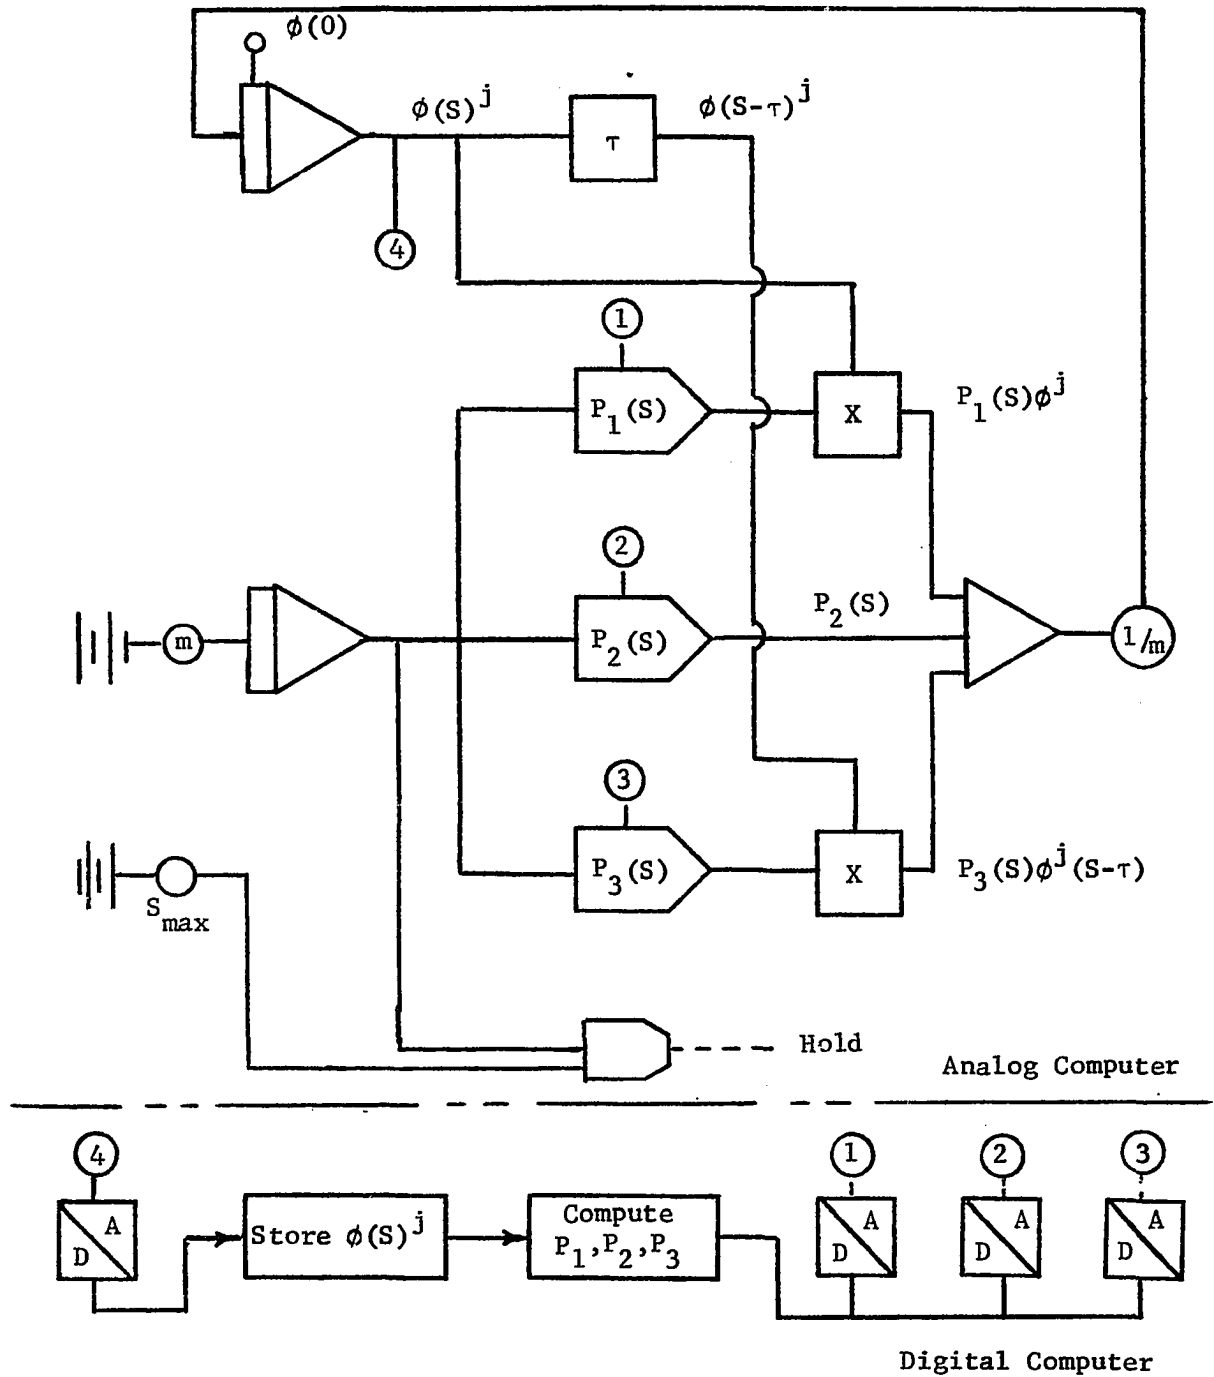 ϕ(0)
ϕ(S)^j
τ
ϕ(S-τ)^j
4
1
P_1(S)
X
P_1(S)ϕ^j
2
P_2(S)
P_2(S)
m
1/m
3
P_3(S)
X
P_3(S)ϕ^j(S-τ)
S_max
Hold
Analog Computer
4
1
2
3
A
D
Store ϕ(S)^j
Compute
P_1,P_2,P_3
A
D
A
D
A
D
Digital Computer